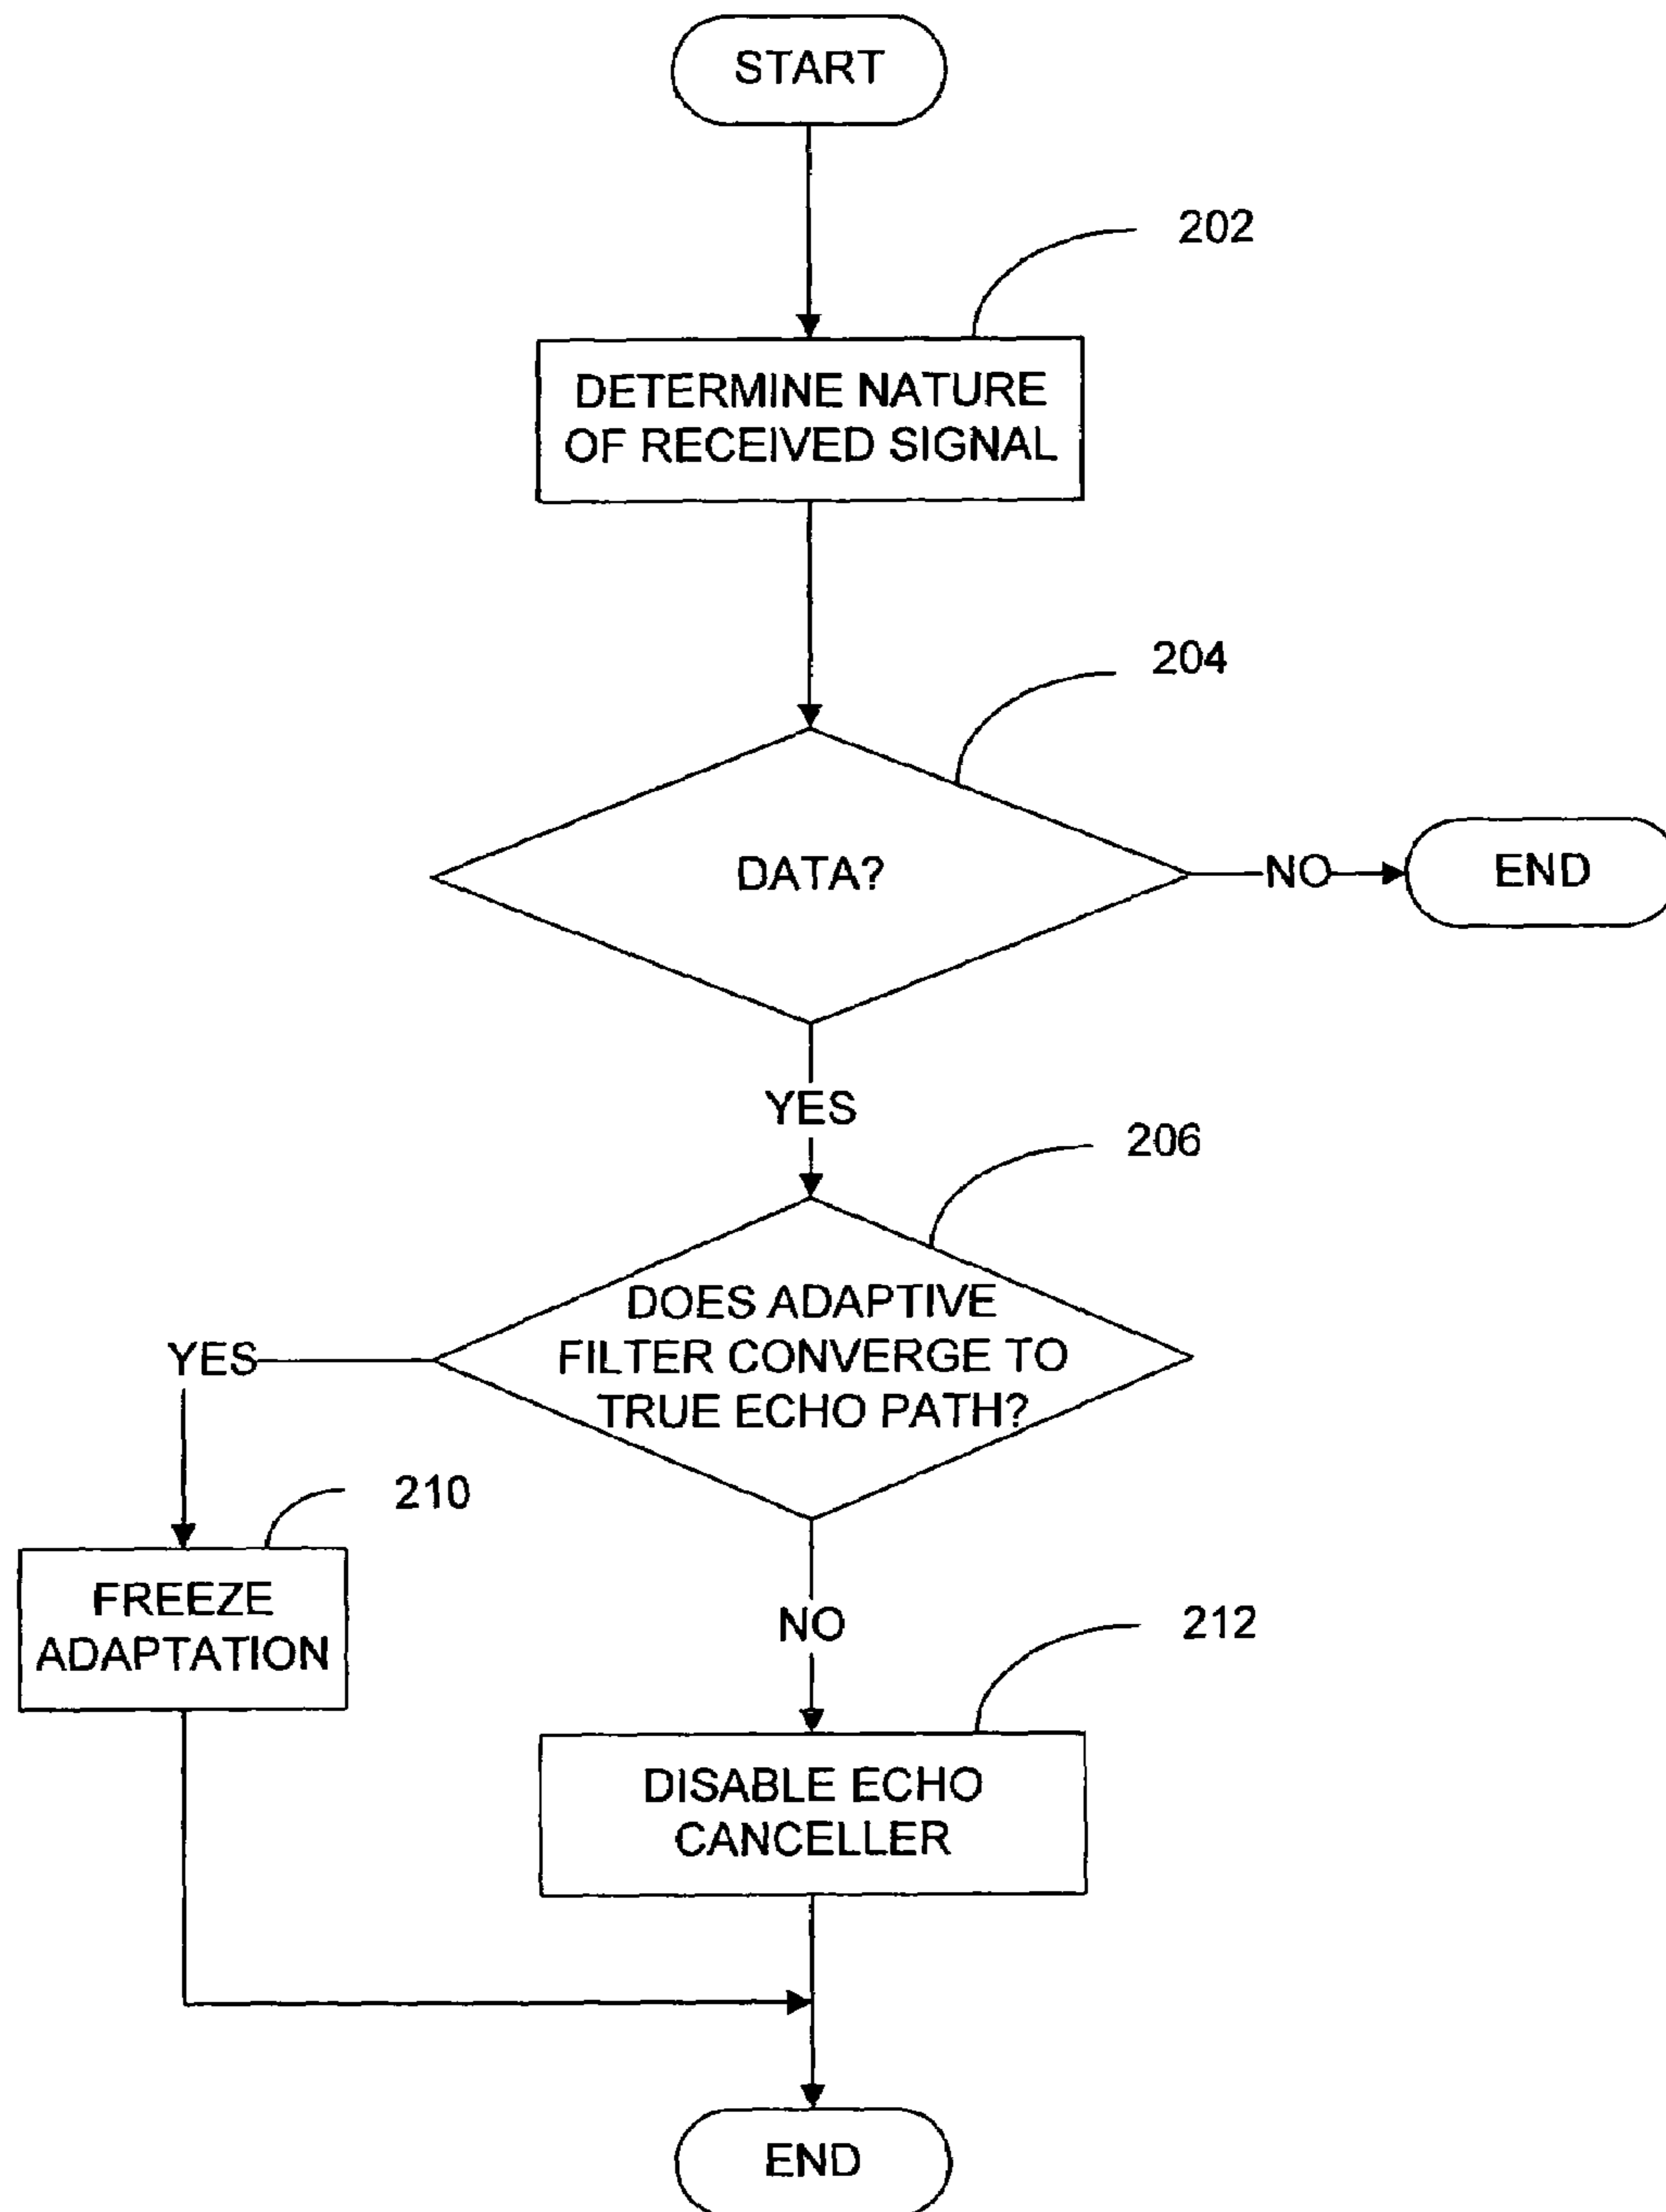 START
202
DETERMINE NATURE
OF RECEIVED SIGNAL
204
DATA?
NO
END
YES
206
DOES ADAPTIVE
FILTER CONVERGE TO
TRUE ECHO PATH?
YES
210
FREEZE
ADAPTATION
NO
212
DISABLE ECHO
CANCELLER
END